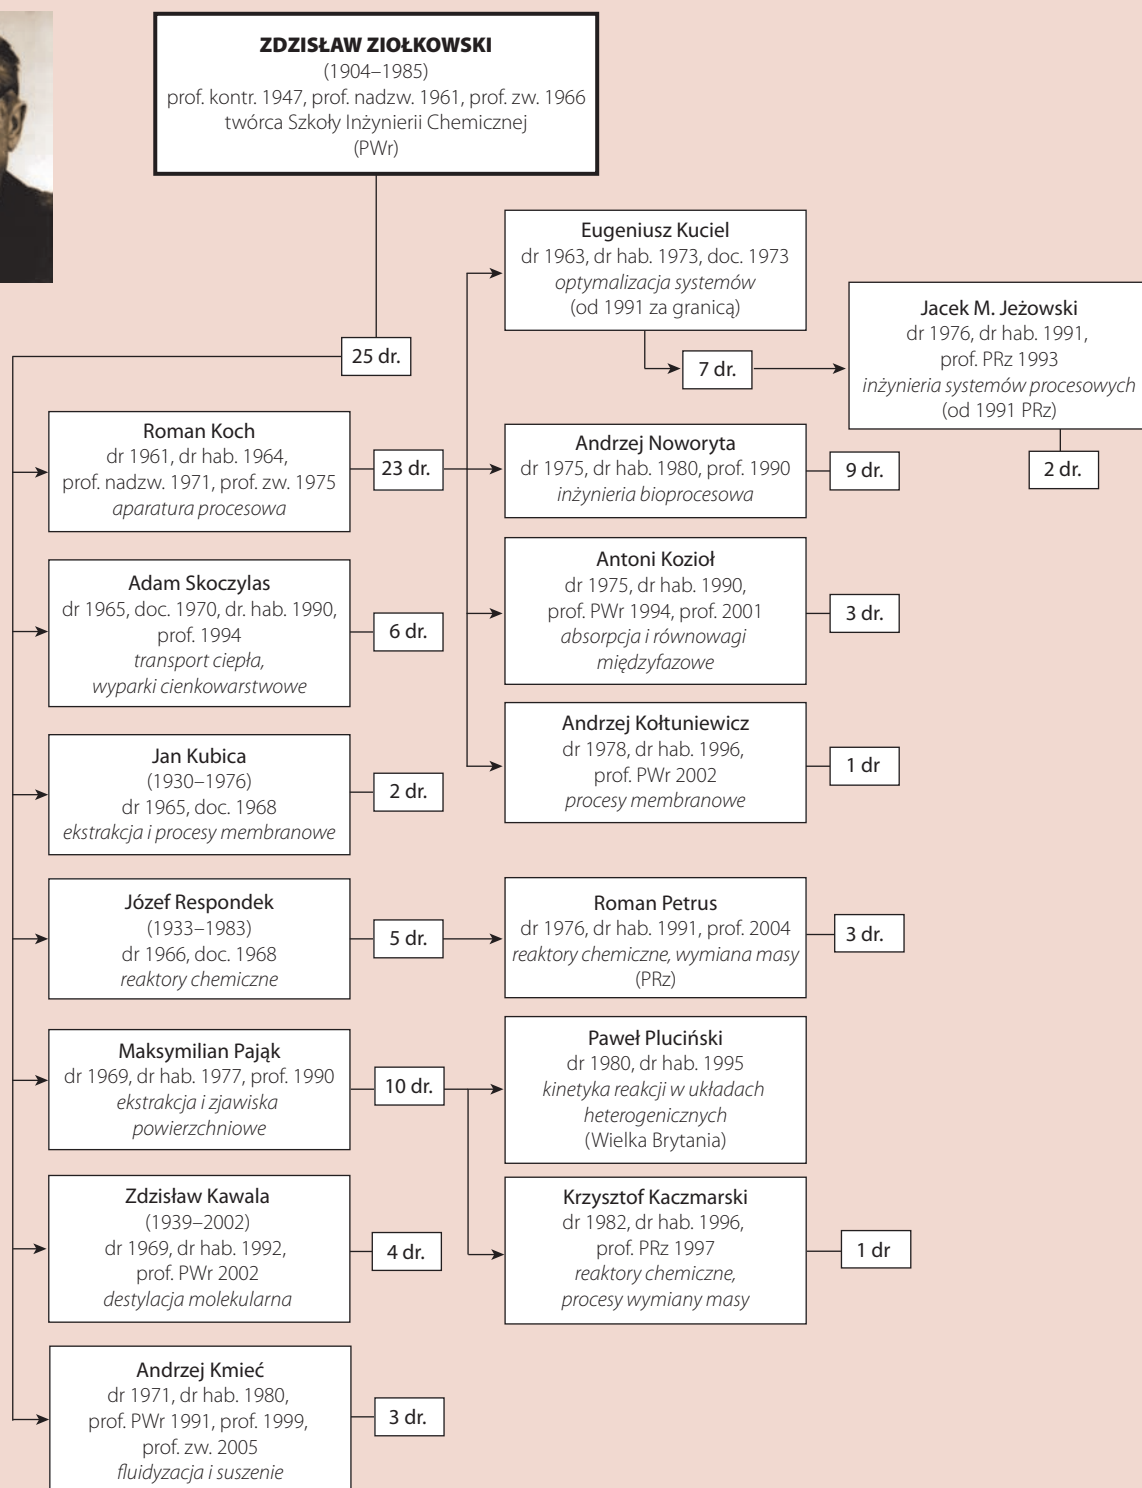 ZDZISŁAW ZIOŁKOWSKI
(1904–1985)
prof. kontr. 1947, prof. nadzw. 1961, prof. zw. 1966
twórca Szkoły Inżynierii Chemicznej
(PWr)
25 dr.
Roman Koch
dr 1961, dr hab. 1964,
prof. nadzw. 1971, prof. zw. 1975
aparatura procesowa
23 dr.
Eugeniusz Kuciel
dr 1963, dr hab. 1973, doc. 1973
optymalizacja systemów
(od 1991 za granicą)
7 dr.
Jacek M. Jeżowski
dr 1976, dr hab. 1991,
prof. PRz 1993
inżynieria systemów procesowych
(od 1991 PRz)
2 dr.
Andrzej Noworyta
dr 1975, dr hab. 1980, prof. 1990
inżynieria bioprocesowa
9 dr.
Antoni Kozioł
dr 1975, dr hab. 1990,
prof. PWr 1994, prof. 2001
absorpcja i równowagi
międzyfazowe
3 dr.
Andrzej Kołtuniewicz
dr 1978, dr hab. 1996,
prof. PWr 2002
procesy membranowe
1 dr
Adam Skoczylas
dr 1965, doc. 1970, dr. hab. 1990,
prof. 1994
transport ciepła,
wyparki cienkowarstwowe
6 dr.
Jan Kubica
(1930–1976)
dr 1965, doc. 1968
ekstrakcja i procesy membranowe
2 dr.
Józef Respondek
(1933–1983)
dr 1966, doc. 1968
reaktory chemiczne
5 dr.
Roman Petrus
dr 1976, dr hab. 1991, prof. 2004
reaktory chemiczne, wymiana masy
(PRz)
3 dr.
Maksymilian Pająk
dr 1969, dr hab. 1977, prof. 1990
ekstrakcja i zjawiska
powierzchniowe
10 dr.
Paweł Pluciński
dr 1980, dr hab. 1995
kinetyka reakcji w układach
heterogenicznych
(Wielka Brytania)
Krzysztof Kaczmarski
dr 1982, dr hab. 1996,
prof. PRz 1997
reaktory chemiczne,
procesy wymiany masy
1 dr
Zdzisław Kawala
(1939–2002)
dr 1969, dr hab. 1992,
prof. PWr 2002
destylacja molekularna
4 dr.
Andrzej Kmieć
dr 1971, dr hab. 1980,
prof. PWr 1991, prof. 1999,
prof. zw. 2005
fluidyzacja i suszenie
3 dr.